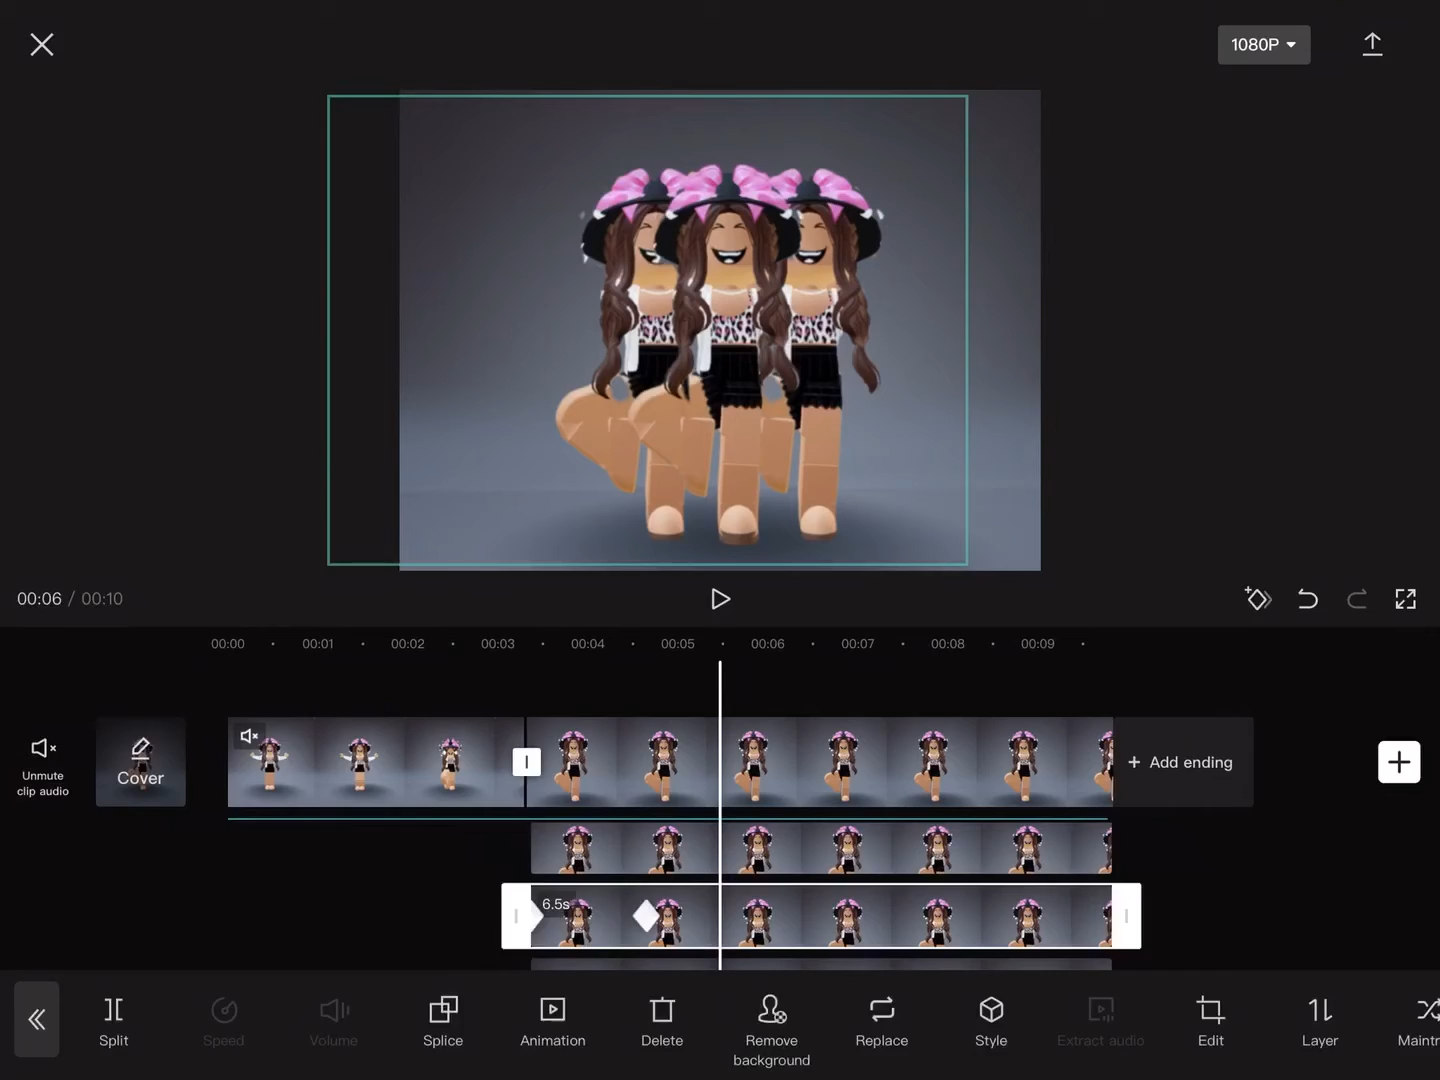 1080P
00:06 / 00:10
00:00 00:01 00:02 00:03 00:04 00:05 00:06 00:07 00:08 00:09
Unmute
clip audio
Cover
+ Add ending
6.5s
Split
Speed
Volume
Splice
Animation
Delete
Remove
background
Replace
Style
Extract audio
Edit
Layer
Maintr